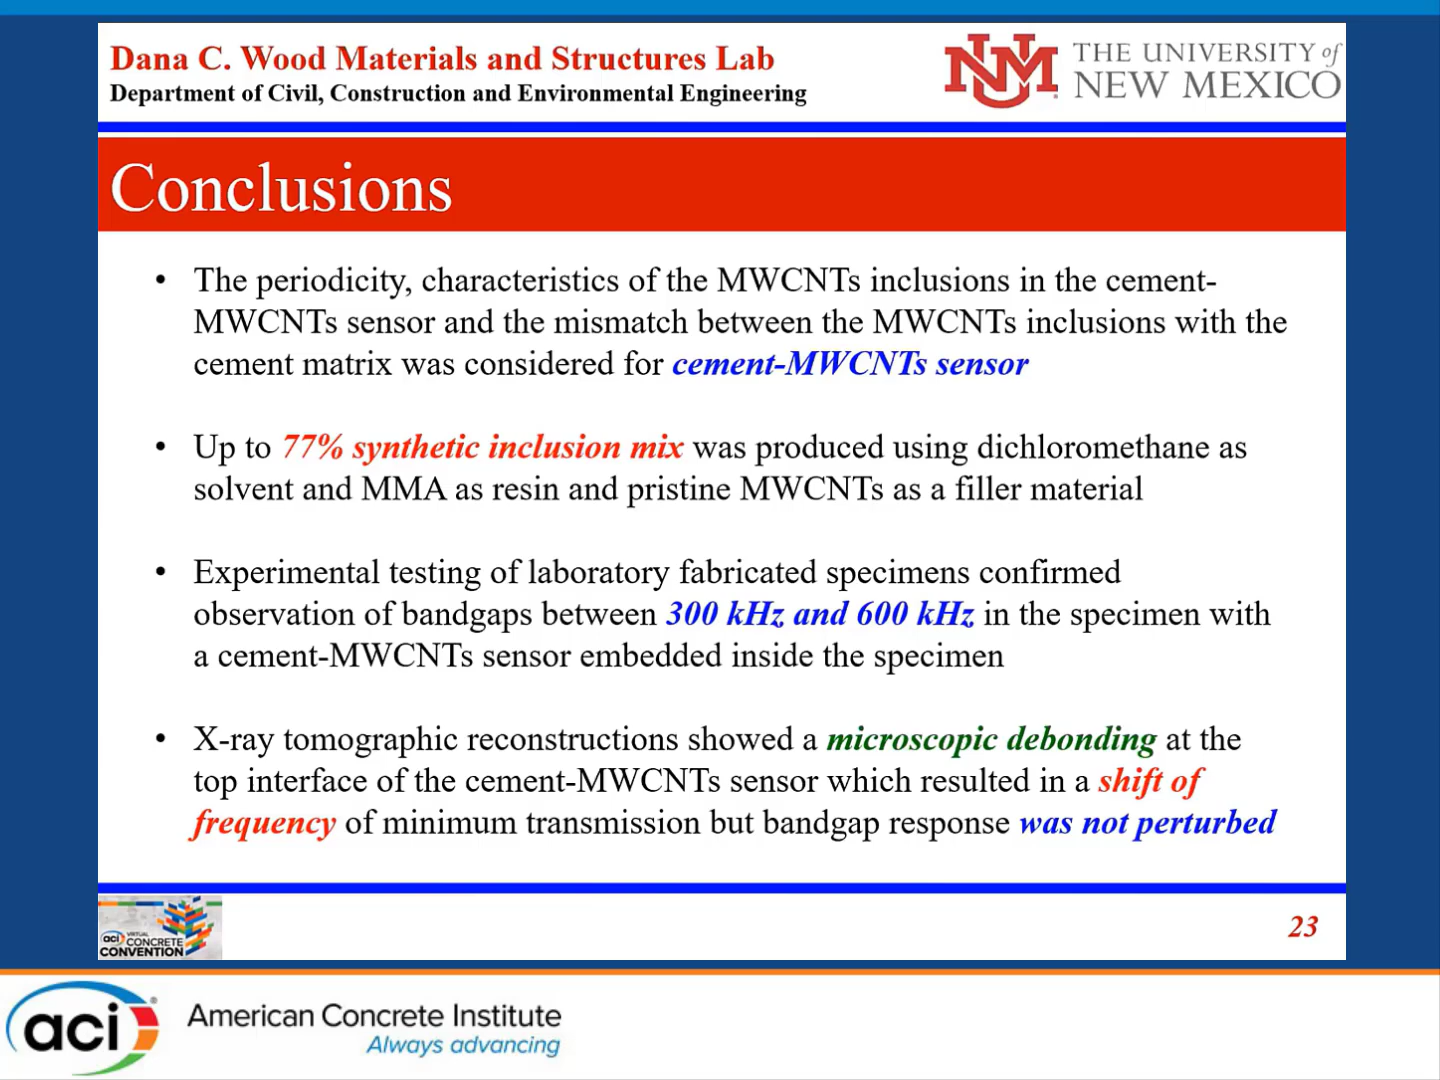 Dana C. Wood Materials and Structures Lab
Department of Civil, Construction and Environmental Engineering
UNM
THE UNIVERSITY of
NEW MEXICO
Conclusions
• The periodicity, characteristics of the MWCNTs inclusions in the cement-
MWCNTs sensor and the mismatch between the MWCNTs inclusions with the
cement matrix was considered for cement-MWCNTs sensor
• Up to 77% synthetic inclusion mix was produced using dichloromethane as
solvent and MMA as resin and pristine MWCNTs as a filler material
• Experimental testing of laboratory fabricated specimens confirmed
observation of bandgaps between 300 kHz and 600 kHz in the specimen with
a cement-MWCNTs sensor embedded inside the specimen
• X-ray tomographic reconstructions showed a microscopic debonding at the
top interface of the cement-MWCNTs sensor which resulted in a shift of
frequency of minimum transmission but bandgap response was not perturbed
aci VIRTUAL
CONCRETE
CONVENTION
23
aci
American Concrete Institute
Always advancing